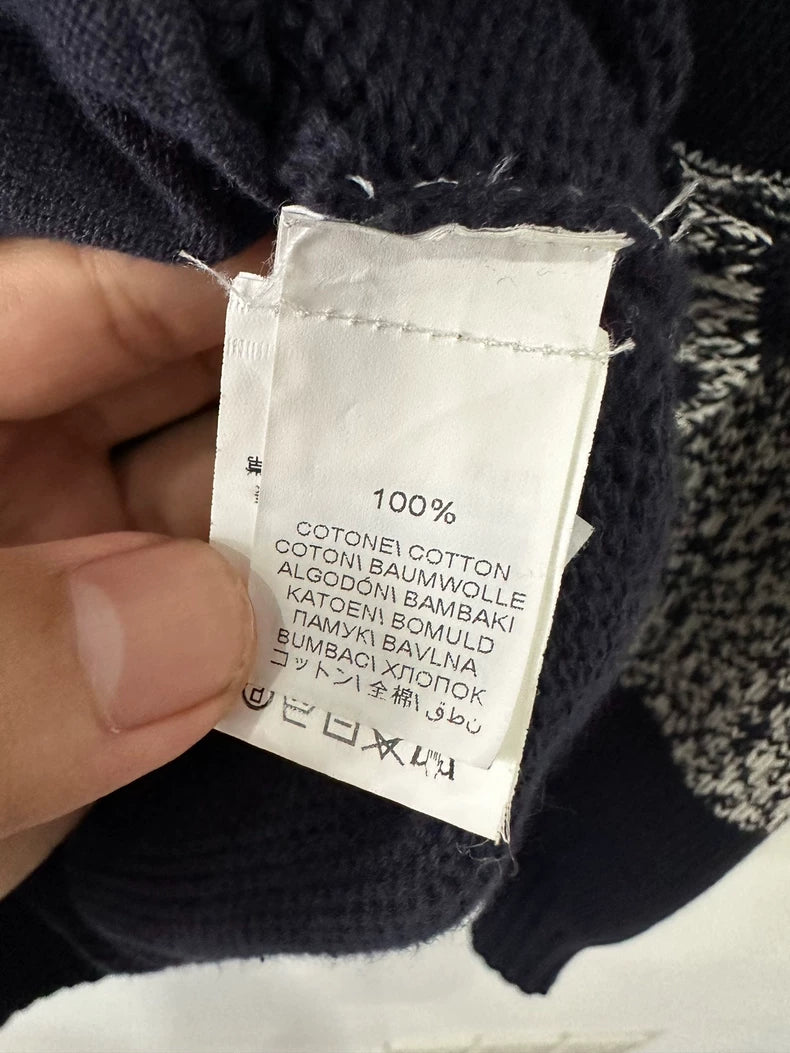 100%
COTONE\ COTTON
COTON\ BAUMWOLLE
ALGODÓN\ BAMBAKI
KATOEN\ BOMULD
ПАМУК\ BAVLNA
BUMBAC\ ХЛОПОК
コットン\ 全棉\ قطن
P